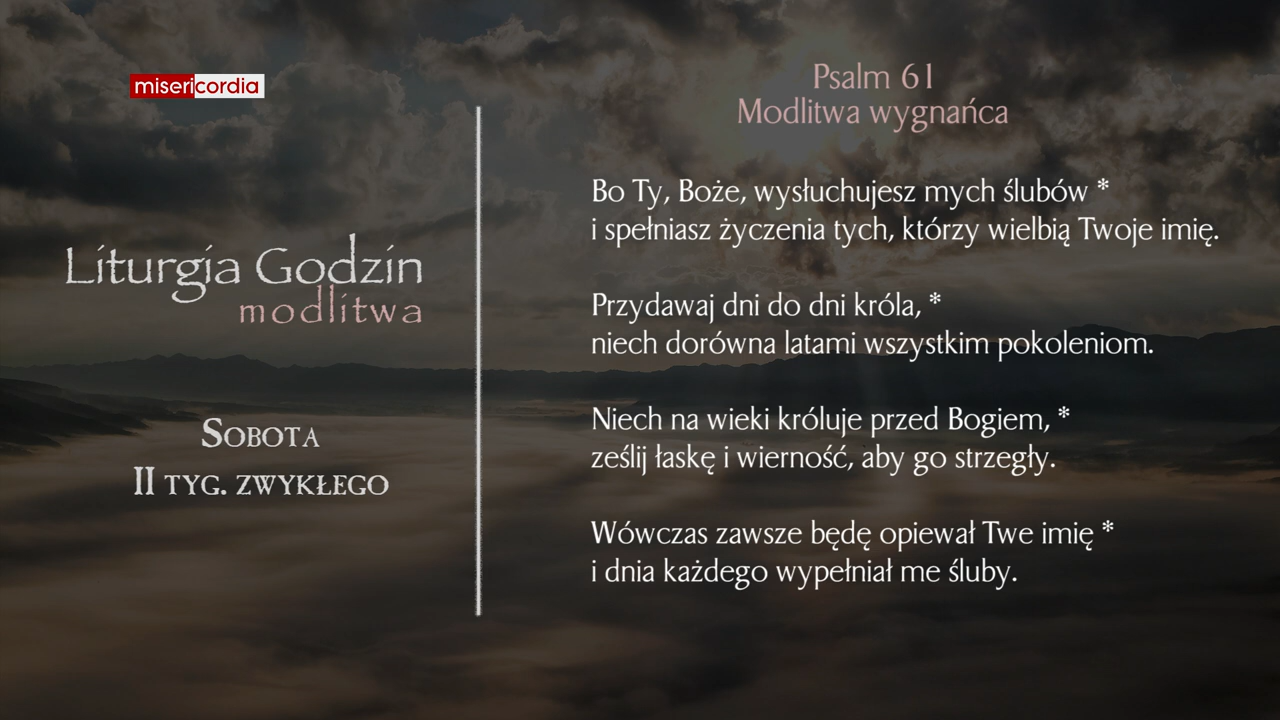 misericordia
Liturgia Godzin
modlitwa
Sobota
II tyg. zwykłego
Psalm 61
Modlitwa wygnańca
Bo Ty, Boże, wysłuchujesz mych ślubów *
i spełniasz życzenia tych, którzy wielbią Twoje imię.
Przydawaj dni do dni króla, *
niech dorówna latami wszystkim pokoleniom.
Niech na wieki króluje przed Bogiem, *
ześlij łaskę i wierność, aby go strzegły.
Wówczas zawsze będę opiewał Twe imię *
i dnia każdego wypełniał me śluby.